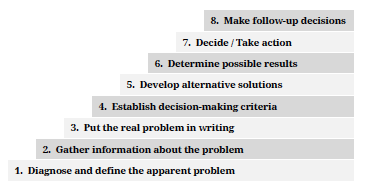 8. Make follow-up decisions
7. Decide / Take action
6. Determine possible results
5. Develop alternative solutions
4. Establish decision-making criteria
3. Put the real problem in writing
2. Gather information about the problem
1. Diagnose and define the apparent problem